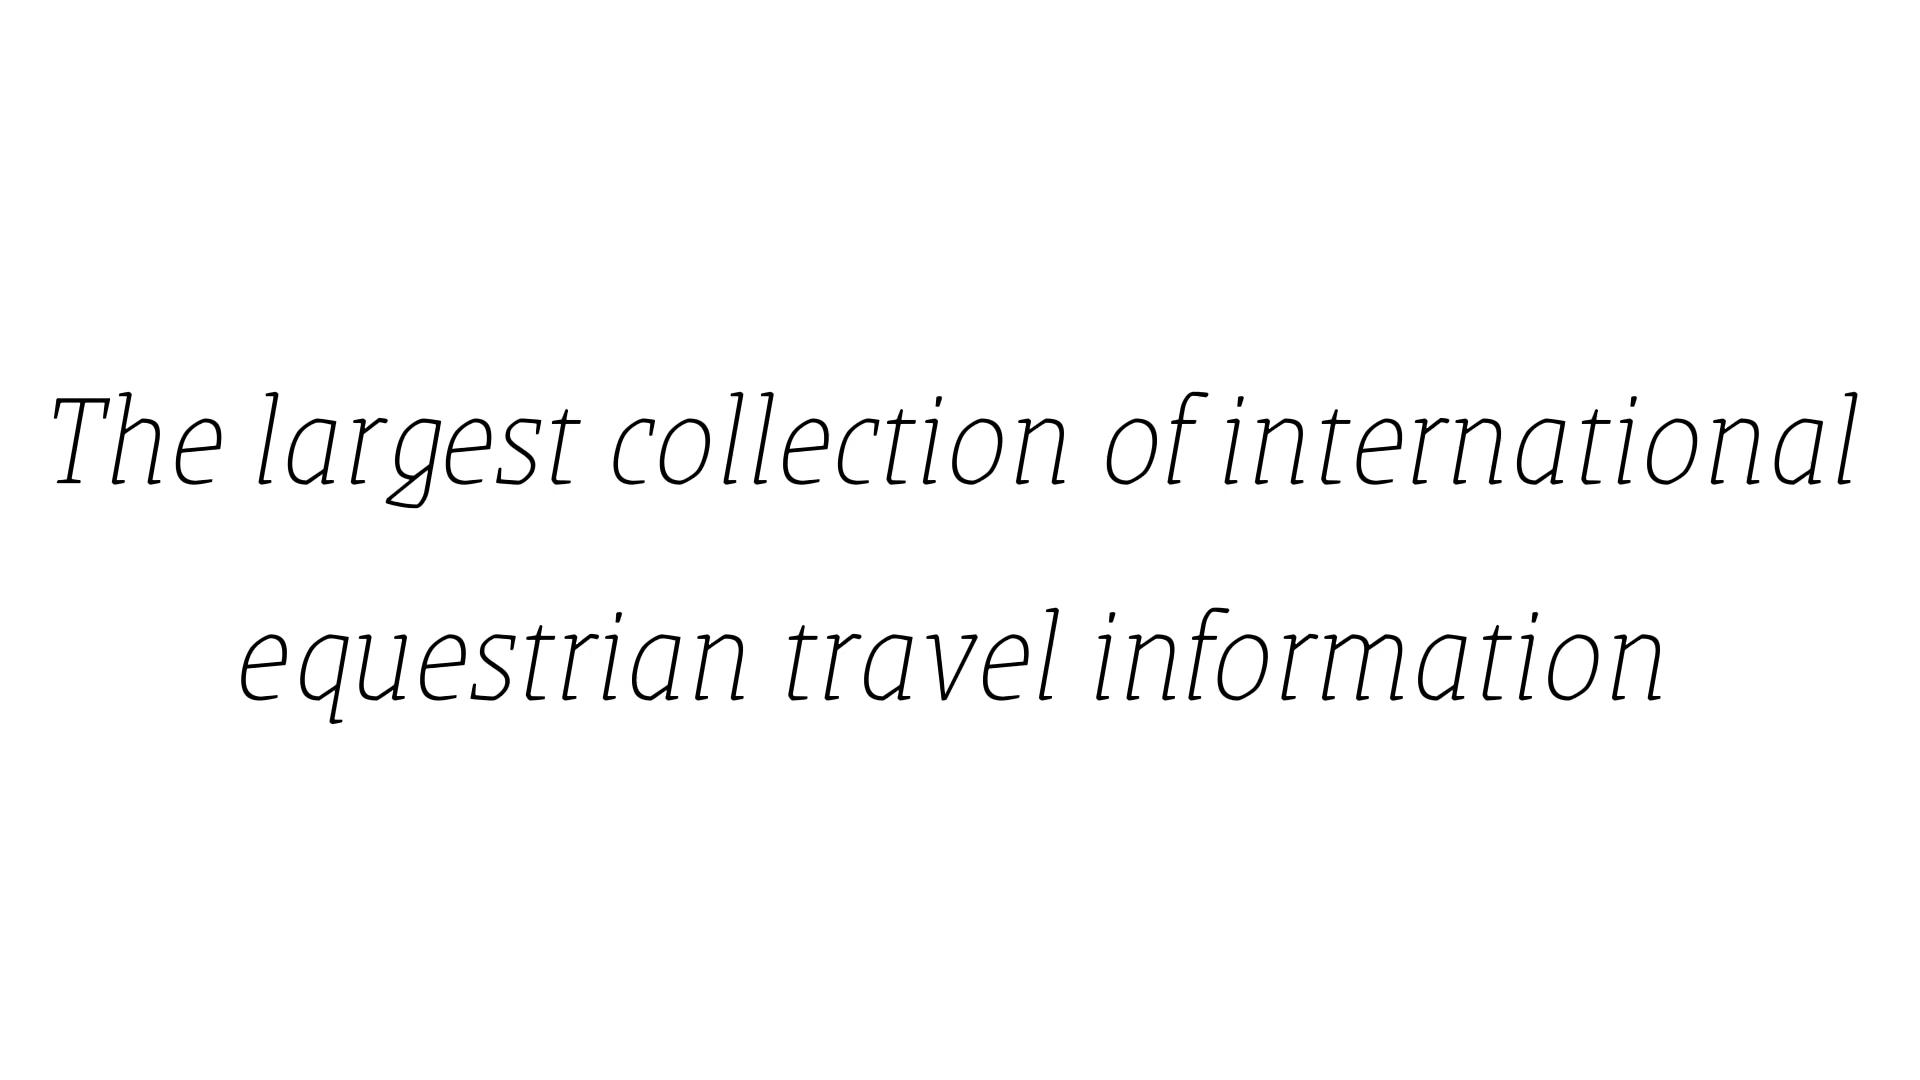 The largest collection of international
equestrian travel information